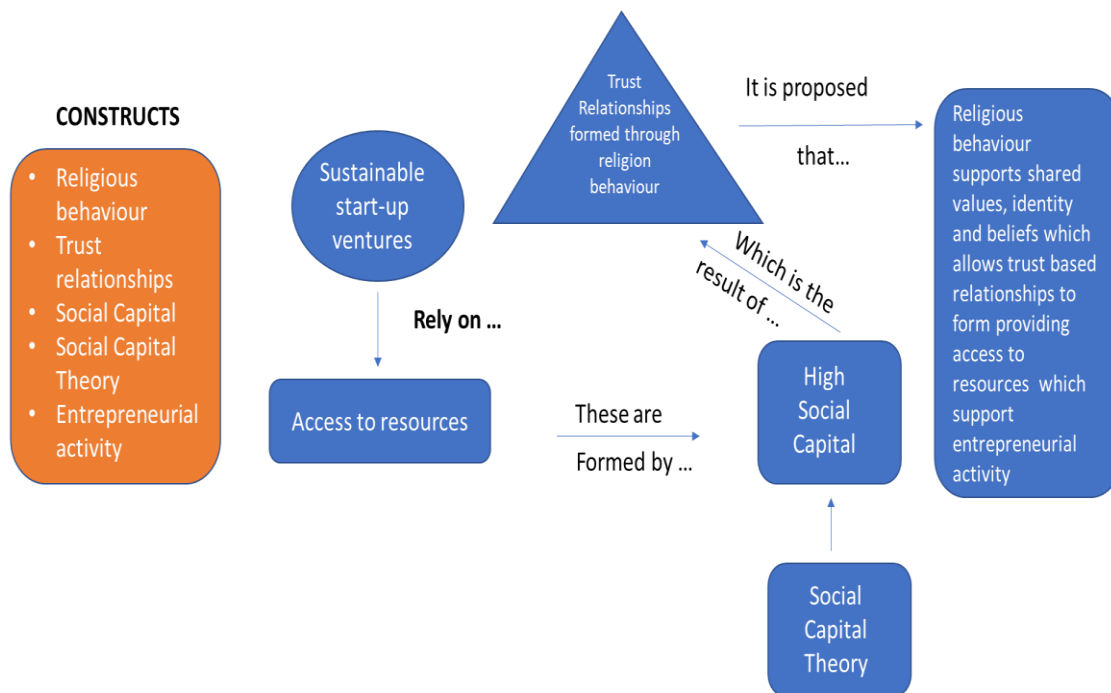 CONSTRUCTS
• Religious
behaviour
• Trust
relationships
• Social Capital
• Social Capital
Theory
• Entrepreneurial
activity
Sustainable
start-up
ventures
Rely on ...
Access to resources
These are
Formed by ...
High
Social
Capital
Social
Capital
Theory
Which is the
result of ...
Trust
Relationships
formed through
religion
behaviour
It is proposed
that...
Religious
behaviour
supports shared
values, identity
and beliefs which
allows trust based
relationships to
form providing
access to
resources which
support
entrepreneurial
activity